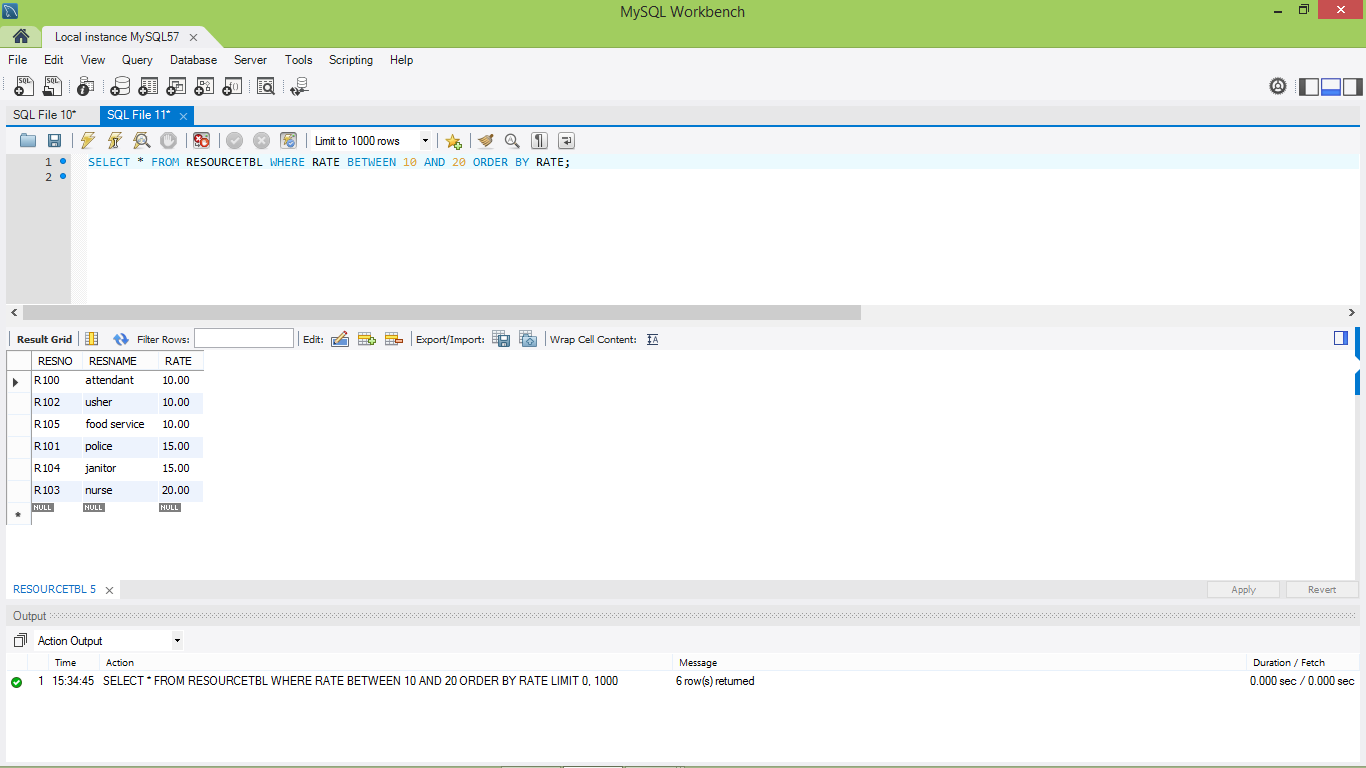 MySQL Workbench
Local instance MySQL57
File Edit View Query Database Server Tools Scripting Help
SQL File 10* SQL File 11*
Limit to 1000 rows
1 SELECT * FROM RESOURCETBL WHERE RATE BETWEEN 10 AND 20 ORDER BY RATE;
2
Result Grid Filter Rows: Edit: Export/Import: Wrap Cell Content:
RESNO RESNAME RATE
R100 attendant 10.00
R102 usher 10.00
R105 food service 10.00
R101 police 15.00
R104 janitor 15.00
R103 nurse 20.00
NULL NULL NULL
RESOURCETBL 5 Apply Revert
Output
Action Output
Time Action Message Duration / Fetch
1 15:34:45 SELECT * FROM RESOURCETBL WHERE RATE BETWEEN 10 AND 20 ORDER BY RATE LIMIT 0, 1000 6 row(s) returned 0.000 sec / 0.000 sec